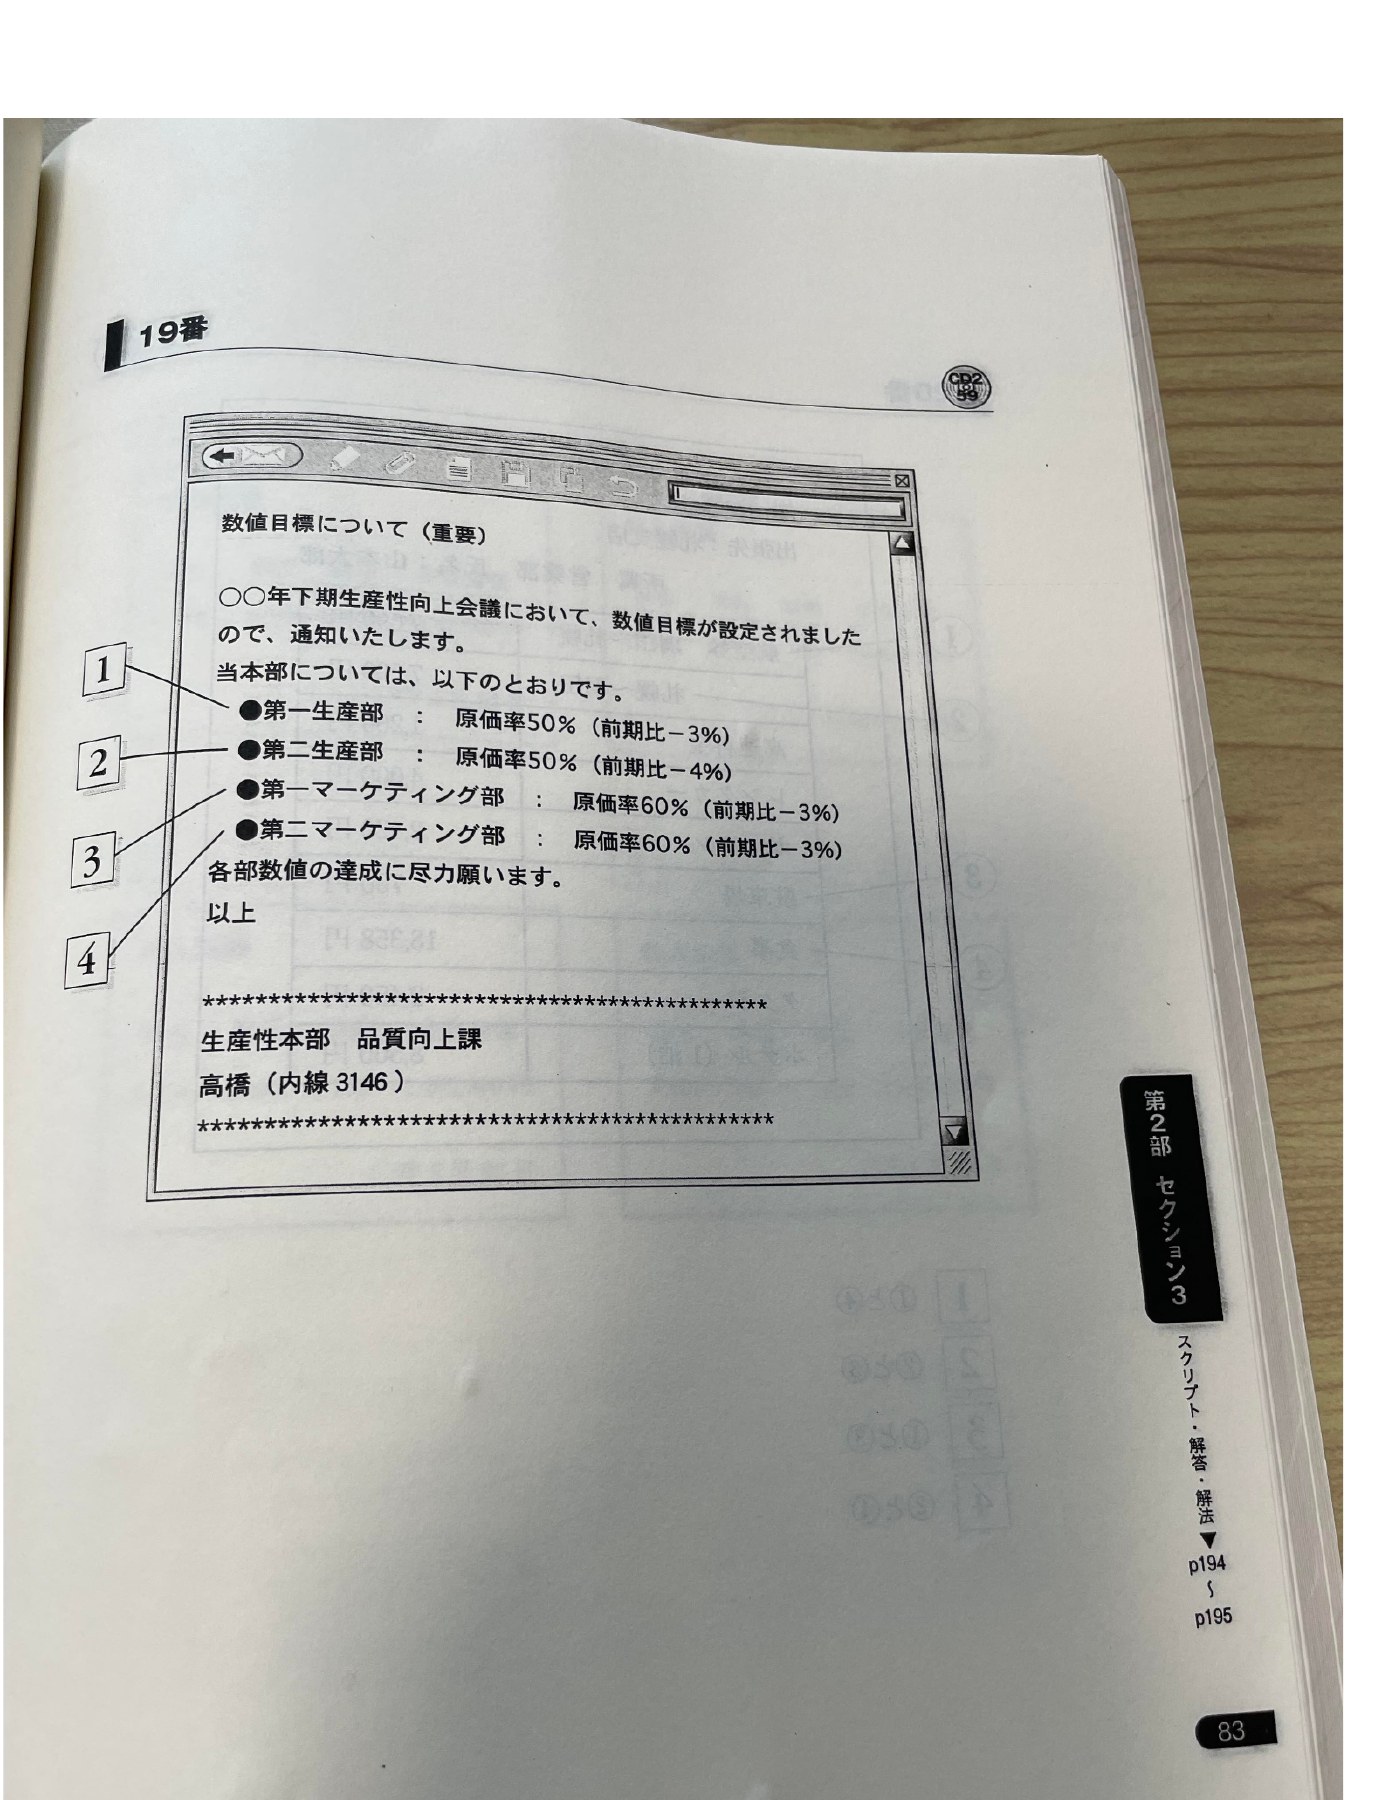 19番
CD2
59
数値目標について（重要）
〇〇年下期生産性向上会議において、数値目標が設定されました
ので、通知いたします。
当本部については、以下のとおりです。
1
●第一生産部　：　原価率50％（前期比－3%）
2
●第二生産部　：　原価率50％（前期比－4%）
3
●第一マーケティング部　：　原価率60％（前期比－3%）
4
●第二マーケティング部　：　原価率60％（前期比－3%）
各部数値の達成に尽力願います。
以上
**********************************************
生産性本部　品質向上課
高橋（内線 3146 ）
**********************************************
第2部　セクション3
スクリプト・解答・解法▼p194～p195
83